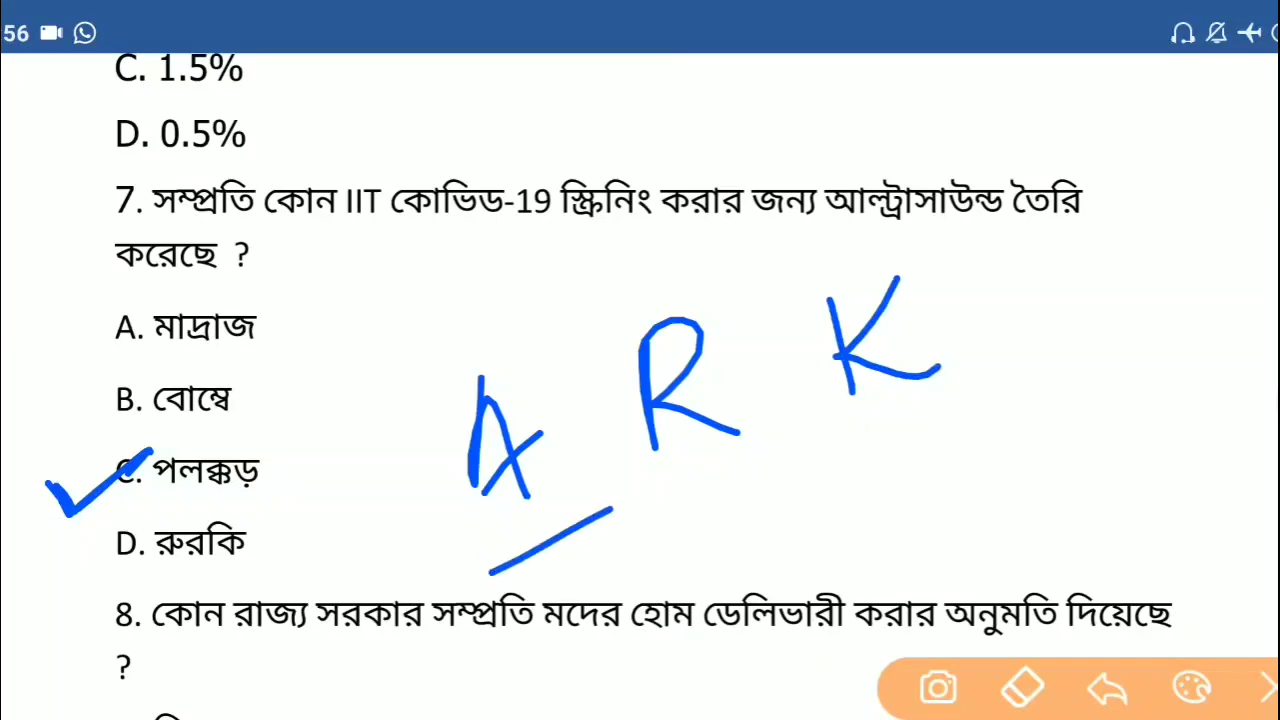 56
C. 1.5%
D. 0.5%
7. সম্প্রতি কোন IIT কোভিড-19 স্ক্রিনিং করার জন্য আল্ট্রাসাউন্ড তৈরি
করেছে ?
A. মাদ্রাজ
B. বোম্বে
C. পলক্কড়
D. রুরকি
A R K
8. কোন রাজ্য সরকার সম্প্রতি মদের হোম ডেলিভারী করার অনুমতি দিয়েছে
?